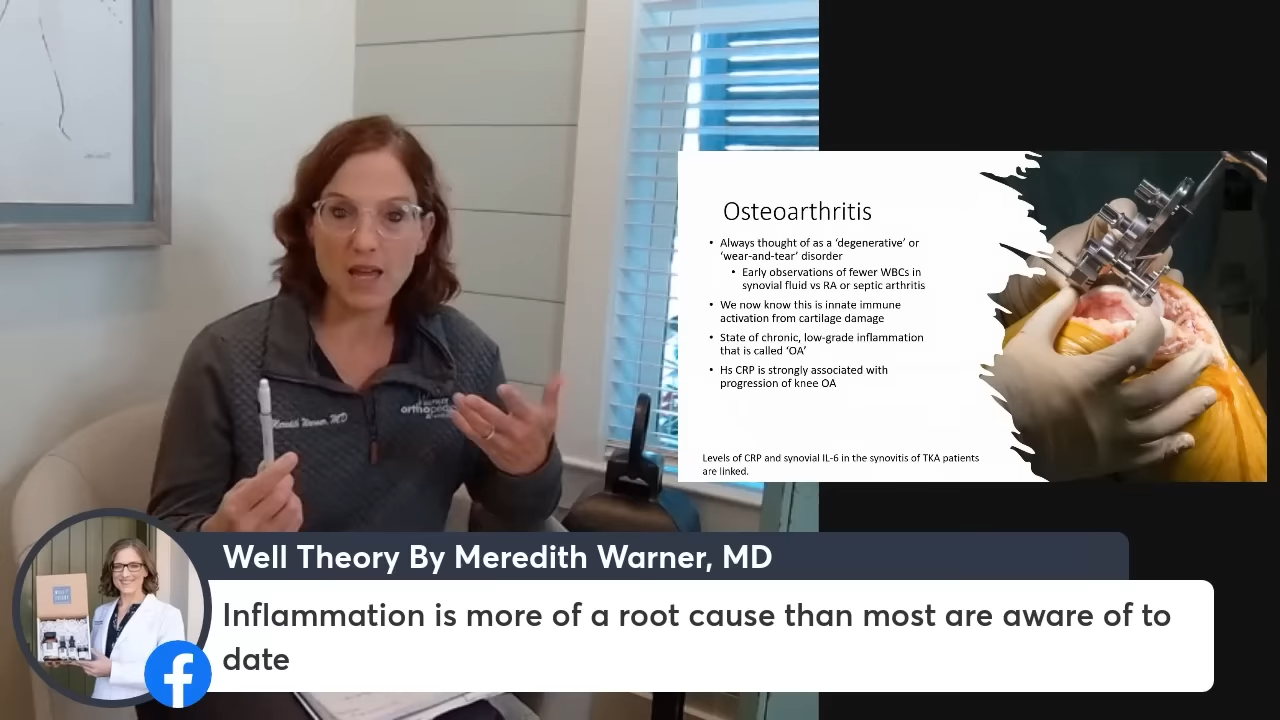 Osteoarthritis
• Always thought of as a ‘degenerative’ or
‘wear-and-tear’ disorder
• Early observations of fewer WBCs in
synovial fluid vs RA or septic arthritis
• We now know this is innate immune
activation from cartilage damage
• State of chronic, low-grade inflammation
that is called ‘OA’
• Hs CRP is strongly associated with
progression of knee OA
Levels of CRP and synovial IL-6 in the synovitis of TKA patients
are linked.
Meredith Warner, MD
Well Theory By Meredith Warner, MD
Inflammation is more of a root cause than most are aware of to
date